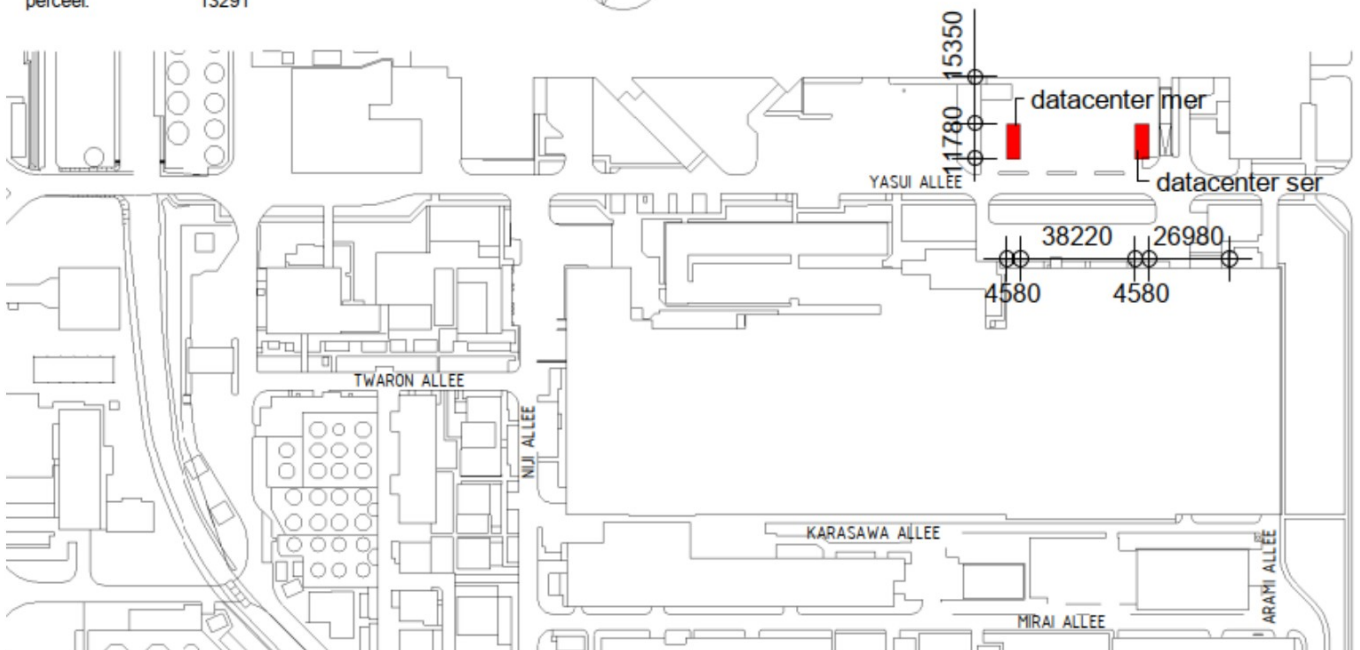 perceel: 13291
15350
datacenter mer
11780
YASUI ALLEE
datacenter ser
38220 26980
4580 4580
TWARON ALLEE
NIJI ALLEE
KARASAWA ALLEE
ARAMI ALLEE
MIRAI ALLEE